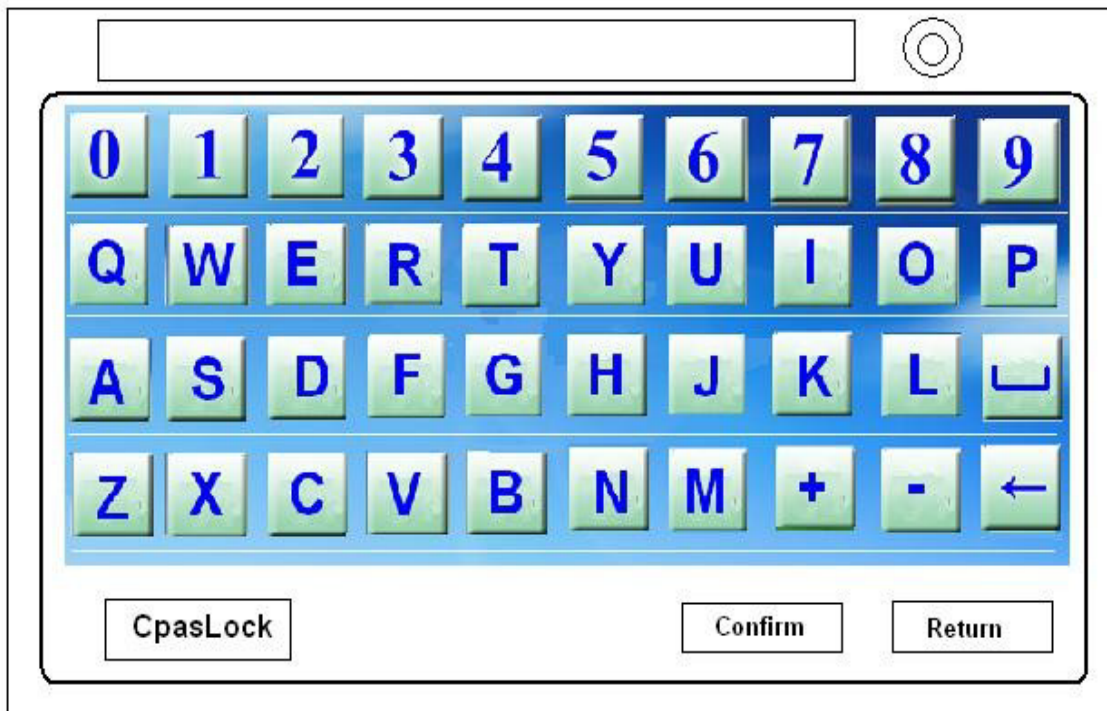 0 1 2 3 4 5 6 7 8 9
Q W E R T Y U I O P
A S D F G H J K L
Z X C V B N M + - ←
CpasLock Confirm Return